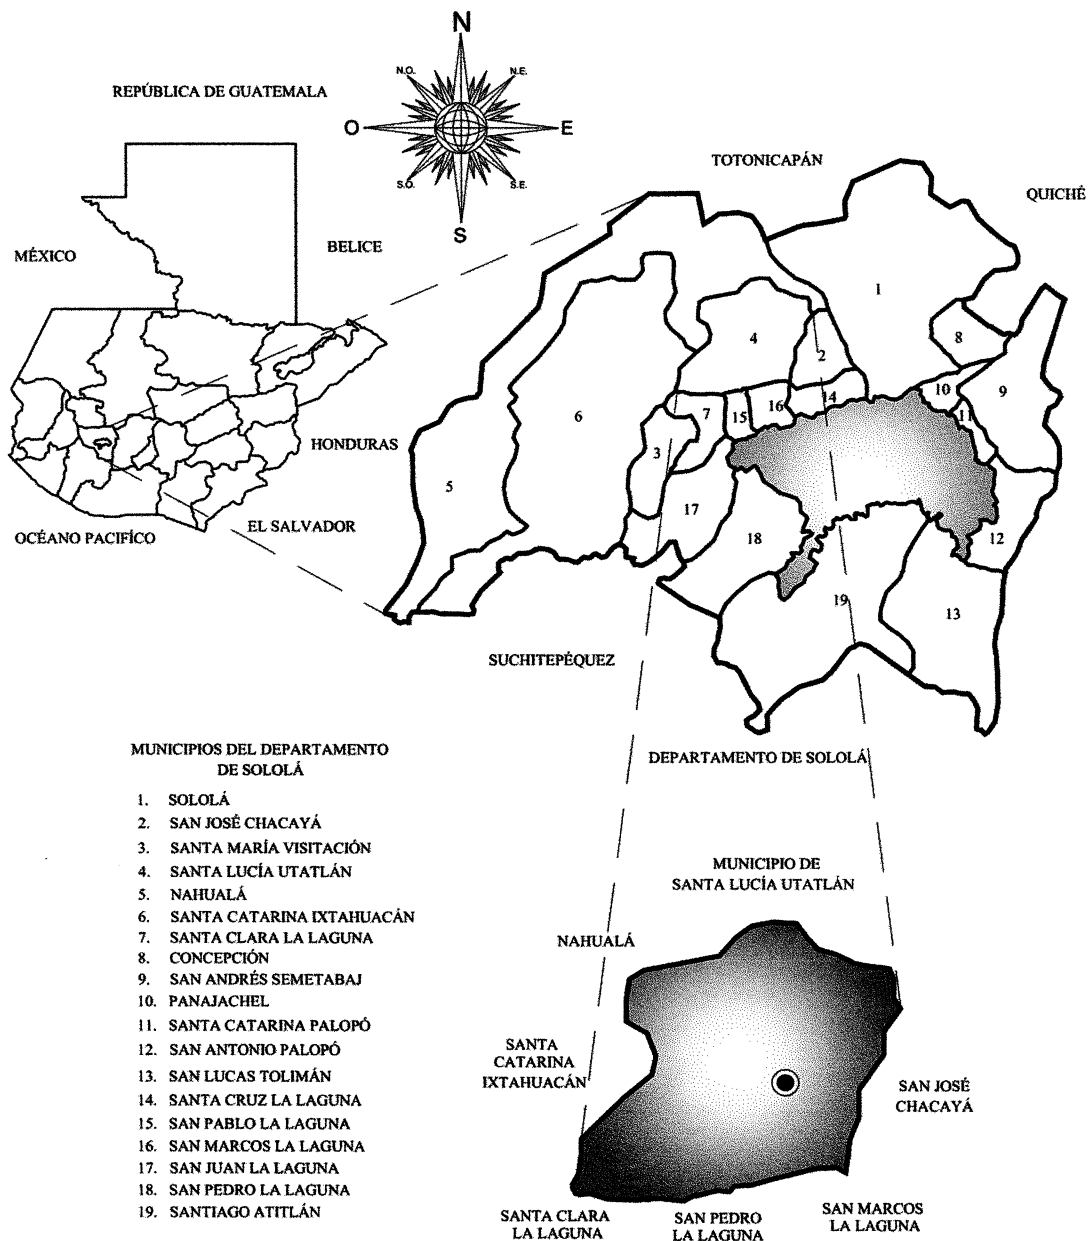 N
N.O.
N.E.
O
E
S.O.
S.E.
S
REPÚBLICA DE GUATEMALA
MÉXICO
BELICE
HONDURAS
EL SALVADOR
OCÉANO PACIFÍCO
TOTONICAPÁN
QUICHÉ
1
2
3
4
5
6
7
8
9
10
11
12
13
14
15
16
17
18
19
SUCHITEPÉQUEZ
DEPARTAMENTO DE SOLOLÁ
MUNICIPIOS DEL DEPARTAMENTO
DE SOLOLÁ
1. SOLOLÁ
2. SAN JOSÉ CHACAYÁ
3. SANTA MARÍA VISITACIÓN
4. SANTA LUCÍA UTATLÁN
5. NAHUALÁ
6. SANTA CATARINA IXTAHUACÁN
7. SANTA CLARA LA LAGUNA
8. CONCEPCIÓN
9. SAN ANDRÉS SEMETABAJ
10. PANAJACHEL
11. SANTA CATARINA PALOPÓ
12. SAN ANTONIO PALOPÓ
13. SAN LUCAS TOLIMÁN
14. SANTA CRUZ LA LAGUNA
15. SAN PABLO LA LAGUNA
16. SAN MARCOS LA LAGUNA
17. SAN JUAN LA LAGUNA
18. SAN PEDRO LA LAGUNA
19. SANTIAGO ATITLÁN
MUNICIPIO DE
SANTA LUCÍA UTATLÁN
NAHUALÁ
SANTA
CATARINA
IXTAHUACÁN
SAN JOSÉ
CHACAYÁ
SANTA CLARA
LA LAGUNA
SAN PEDRO
LA LAGUNA
SAN MARCOS
LA LAGUNA